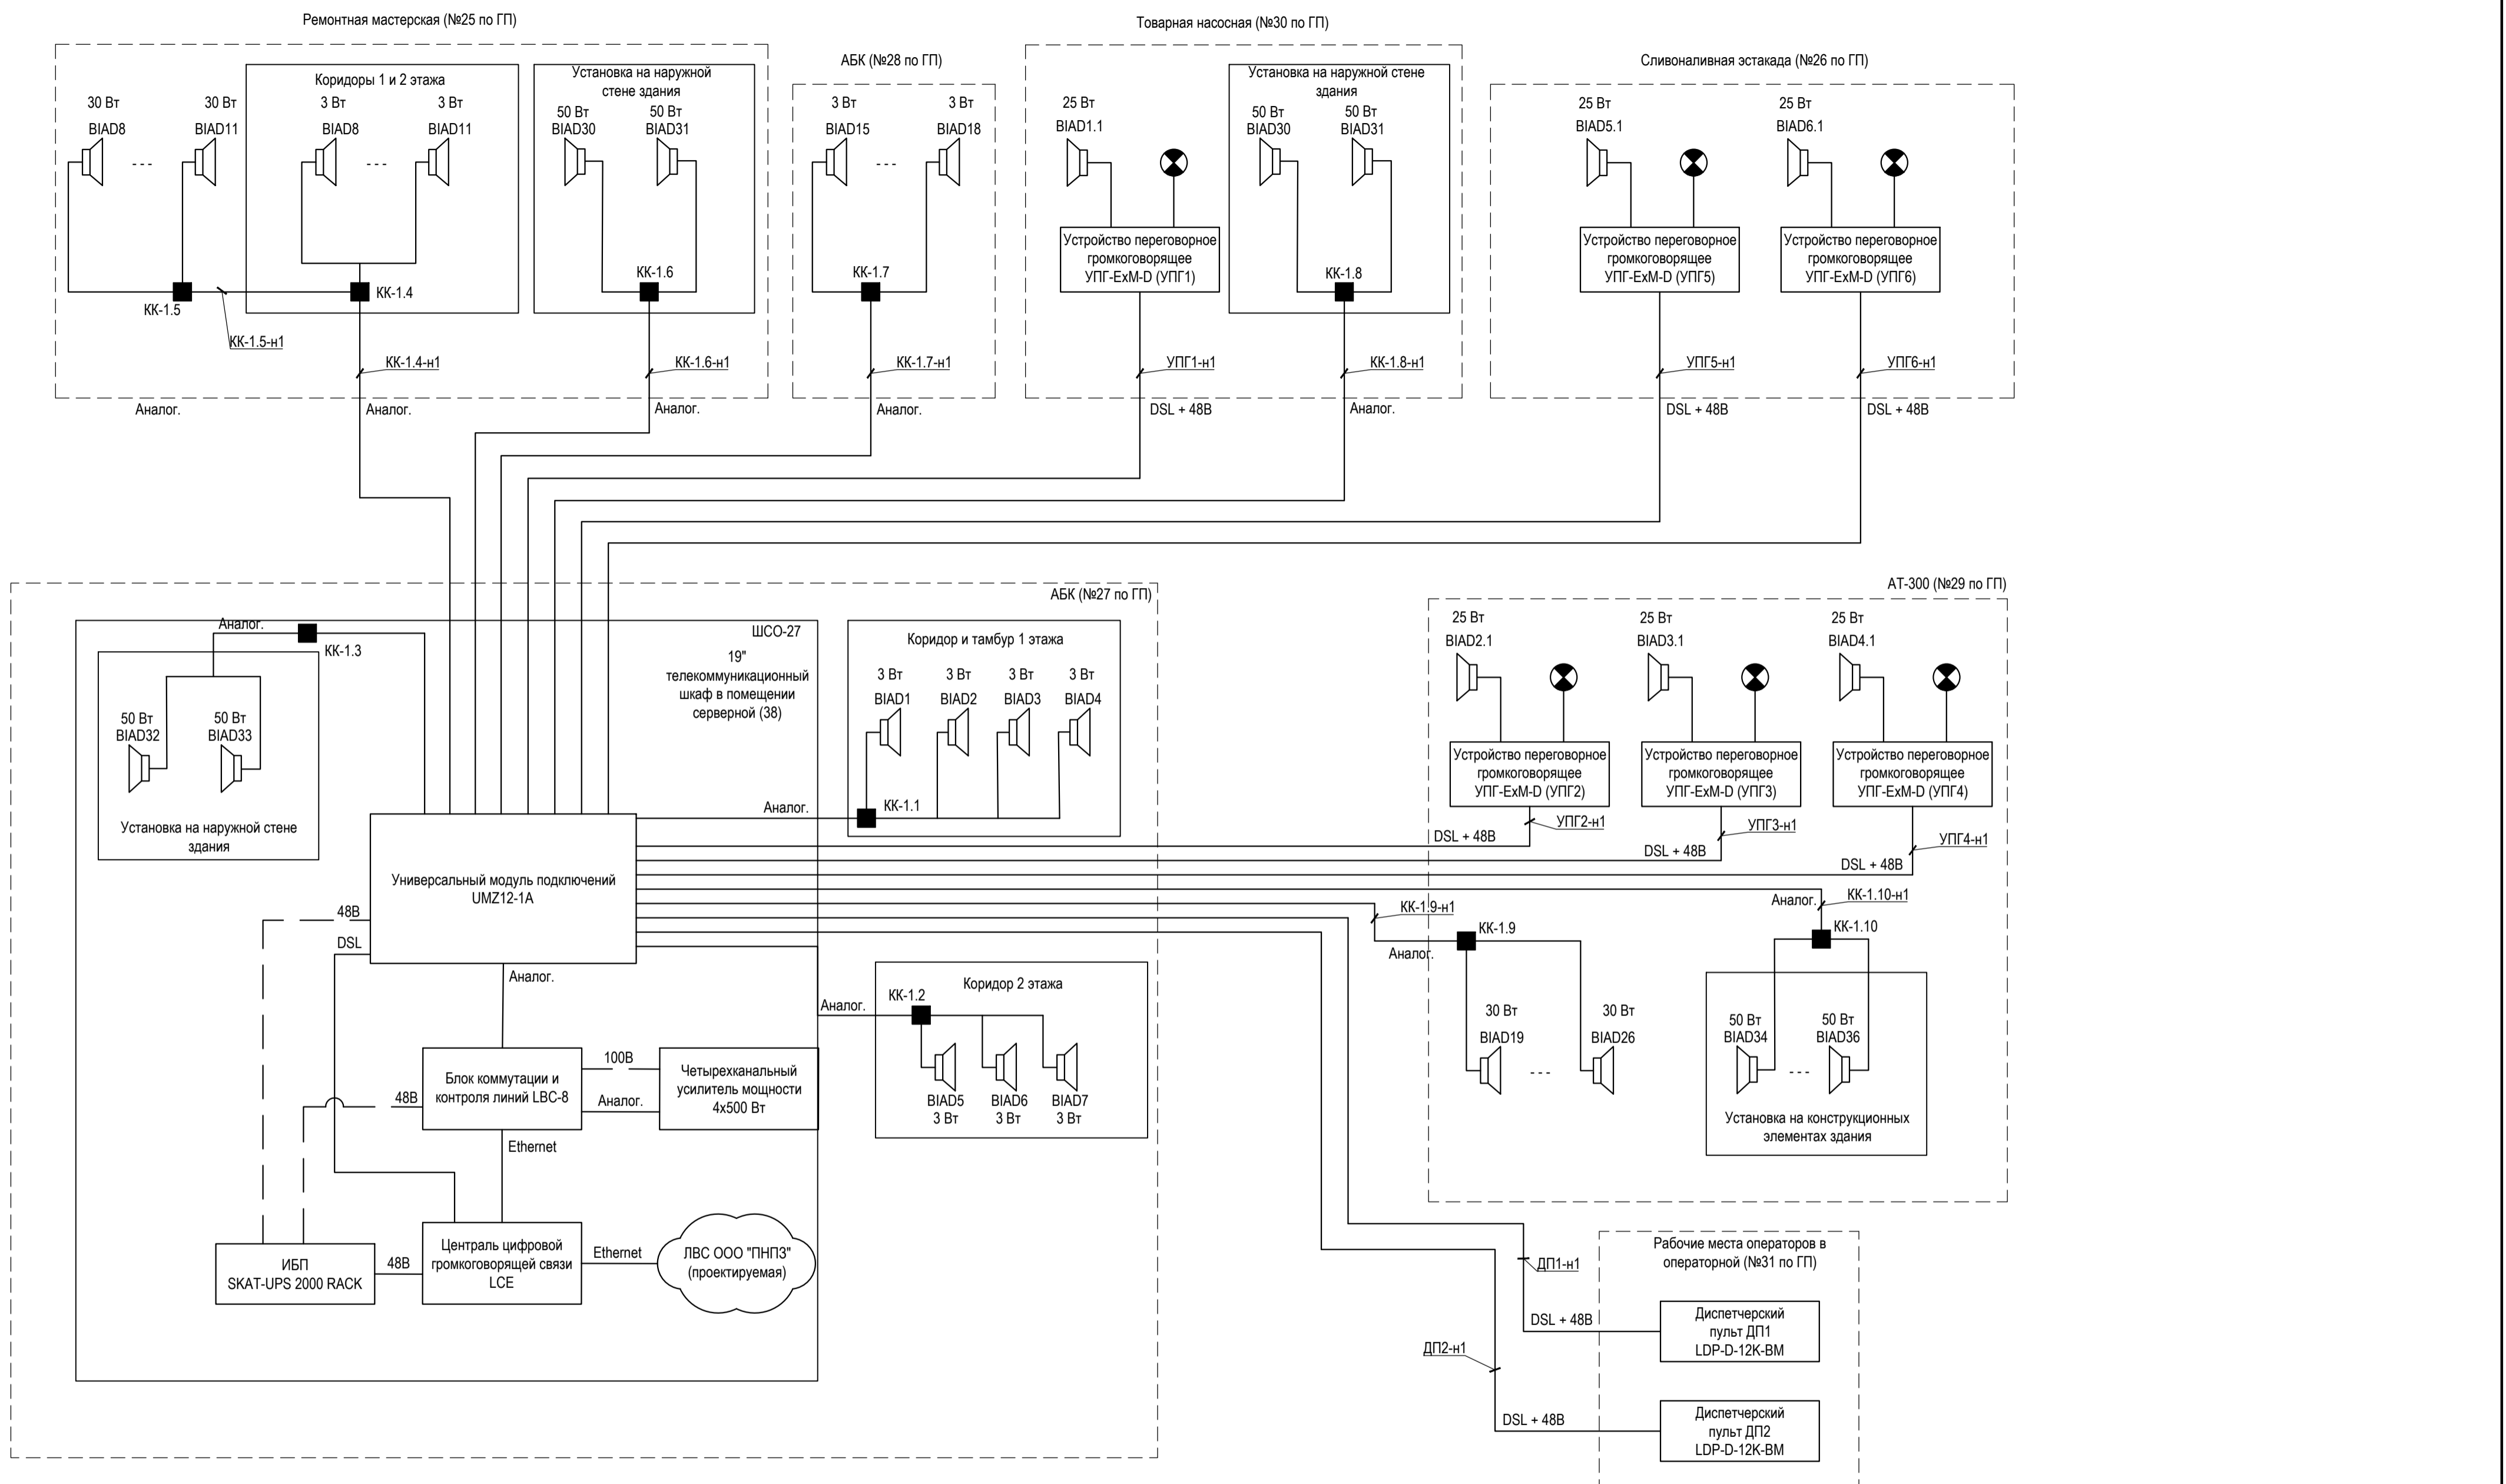 Ремонтная мастерская (№25 по ГП)
Коридоры 1 и 2 этажа
Установка на наружной
стене здания
30 Вт
BIAD8
30 Вт
BIAD11
3 Вт
BIAD8
3 Вт
BIAD11
50 Вт
BIAD30
50 Вт
BIAD31
КК-1.5
КК-1.5-н1
КК-1.4
КК-1.4-н1
КК-1.6
КК-1.6-н1
Аналог.
Аналог.
Аналог.
АБК (№28 по ГП)
3 Вт
BIAD15
3 Вт
BIAD18
КК-1.7
КК-1.7-н1
Аналог.
Товарная насосная (№30 по ГП)
25 Вт
BIAD1.1
Устройство переговорное
громкоговорящее
УПГ-ExM-D (УПГ1)
УПГ1-н1
DSL + 48В
Установка на наружной стене
здания
50 Вт
BIAD30
50 Вт
BIAD31
КК-1.8
КК-1.8-н1
Аналог.
Сливоналивная эстакада (№26 по ГП)
25 Вт
BIAD5.1
Устройство переговорное
громкоговорящее
УПГ-ExM-D (УПГ5)
УПГ5-н1
DSL + 48В
25 Вт
BIAD6.1
Устройство переговорное
громкоговорящее
УПГ-ExM-D (УПГ6)
УПГ6-н1
DSL + 48В
АБК (№27 по ГП)
ШСО-27
19"
телекоммуникационный
шкаф в помещении
серверной (38)
Аналог.
КК-1.3
50 Вт
BIAD32
50 Вт
BIAD33
Установка на наружной стене
здания
Коридор и тамбур 1 этажа
3 Вт
BIAD1
3 Вт
BIAD2
3 Вт
BIAD3
3 Вт
BIAD4
Аналог.
КК-1.1
Универсальный модуль подключений
UMZ12-1A
48В
DSL
Аналог.
Коридор 2 этажа
Аналог.
КК-1.2
BIAD5
3 Вт
BIAD6
3 Вт
BIAD7
3 Вт
Блок коммутации и
контроля линий LBC-8
48В
100В
Аналог.
Четырехканальный
усилитель мощности
4x500 Вт
Ethernet
ИБП
SKAT-UPS 2000 RACK
48В
Централь цифровой
громкоговорящей связи
LCE
Ethernet
ЛВС ООО "ПНПЗ"
(проектируемая)
АТ-300 (№29 по ГП)
25 Вт
BIAD2.1
25 Вт
BIAD3.1
25 Вт
BIAD4.1
Устройство переговорное
громкоговорящее
УПГ-ExM-D (УПГ2)
Устройство переговорное
громкоговорящее
УПГ-ExM-D (УПГ3)
Устройство переговорное
громкоговорящее
УПГ-ExM-D (УПГ4)
УПГ2-н1
DSL + 48В
УПГ3-н1
DSL + 48В
УПГ4-н1
DSL + 48В
КК-1.9-н1
КК-1.9
Аналог.
Аналог.
КК-1.10-н1
КК-1.10
30 Вт
BIAD19
30 Вт
BIAD26
50 Вт
BIAD34
50 Вт
BIAD36
Установка на конструкционных
элементах здания
Рабочие места операторов в
операторной (№31 по ГП)
ДП1-н1
DSL + 48В
Диспетчерский
пульт ДП1
LDP-D-12K-BM
ДП2-н1
DSL + 48В
Диспетчерский
пульт ДП2
LDP-D-12K-BM